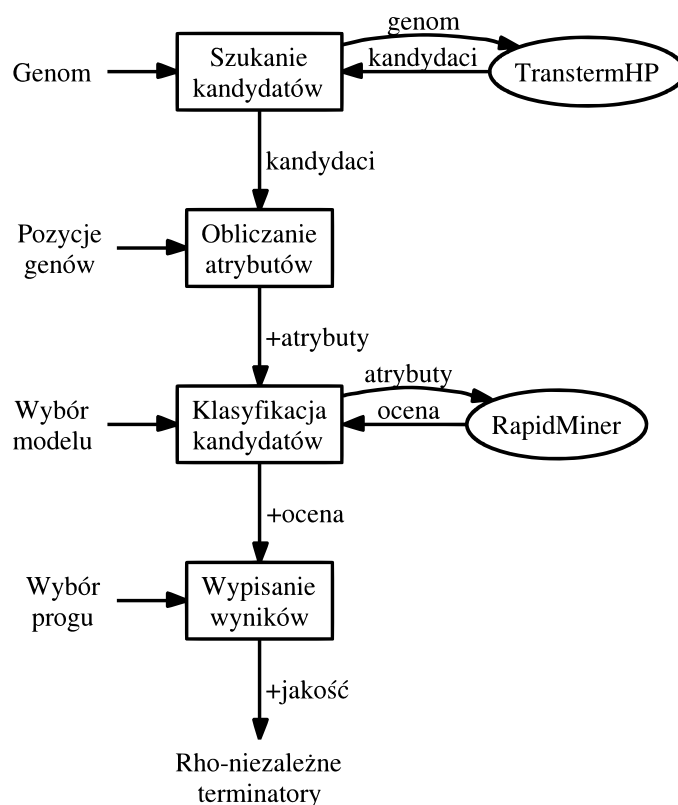 genom
Genom
Szukanie
kandydatów
kandydaci
TranstermHP
kandydaci
Pozycje
genów
Obliczanie
atrybutów
+atrybuty
atrybuty
Wybór
modelu
Klasyfikacja
kandydatów
ocena
RapidMiner
+ocena
Wybór
progu
Wypisanie
wyników
+jakość
Rho-niezależne
terminatory